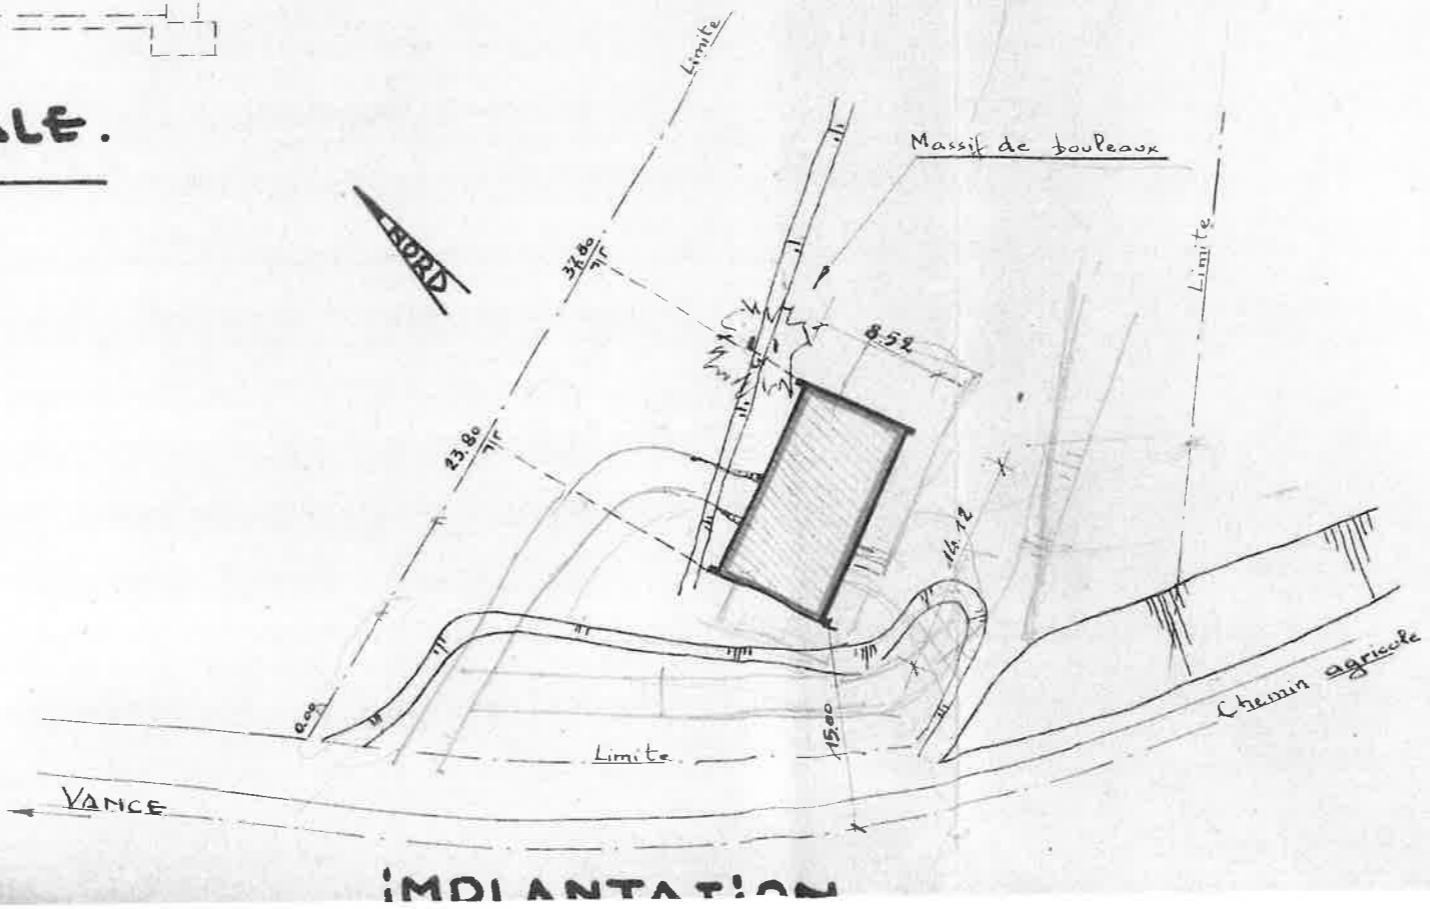 ALE.
Limite
Massif de bouleaux
NORD
37.80
8.52
Limite
23.80
14.12
0.00
15.00
Limite
Chemin agricole
VANCE
IMPLANTATION